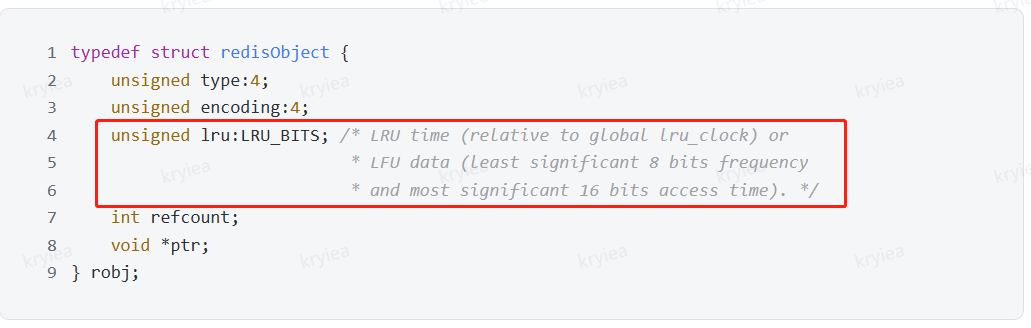 1 typedef struct redisObject {
2 unsigned type:4;
3 unsigned encoding:4;
4 unsigned lru:LRU_BITS; /* LRU time (relative to global lru_clock) or
5 * LFU data (least significant 8 bits frequency
6 * and most significant 16 bits access time). */
7 int refcount;
8 void *ptr;
9 } robj;
kryiea
kryiea
kryiea
kryiea
kryiea
kryiea
kryiea
kryiea
kryiea
kryiea
kryiea
kryiea